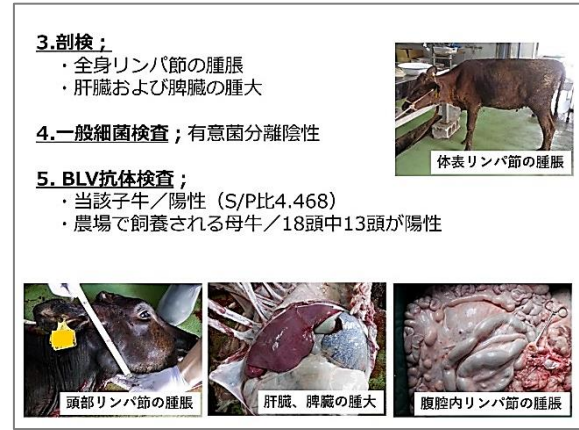 3.剖検；
・全身リンパ節の腫脹
・肝臓および脾臓の腫大
4.一般細菌検査；有意菌分離陰性
5. BLV抗体検査；
・当該子牛／陽性（S/P比4.468）
・農場で飼養される母牛／18頭中13頭が陽性
体表リンパ節の腫脹
頭部リンパ節の腫脹
肝臓、脾臓の腫大
腹腔内リンパ節の腫脹